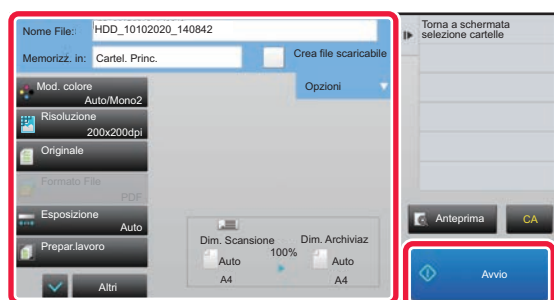 Nome File:
HDD_10102020_140842
Memorizz. in:
Cartel. Princ.
Crea file scaricabile
Opzioni
Mod. colore
Auto/Mono2
Risoluzione
200x200dpi
Originale
Formato File
PDF
Esposizione
Auto
Prepar.lavoro
Altri
Dim. Scansione
100%
Dim. Archiviaz
Auto
Auto
A4
A4
Torna a schermata
selezione cartelle
Anteprima
CA
Avvio